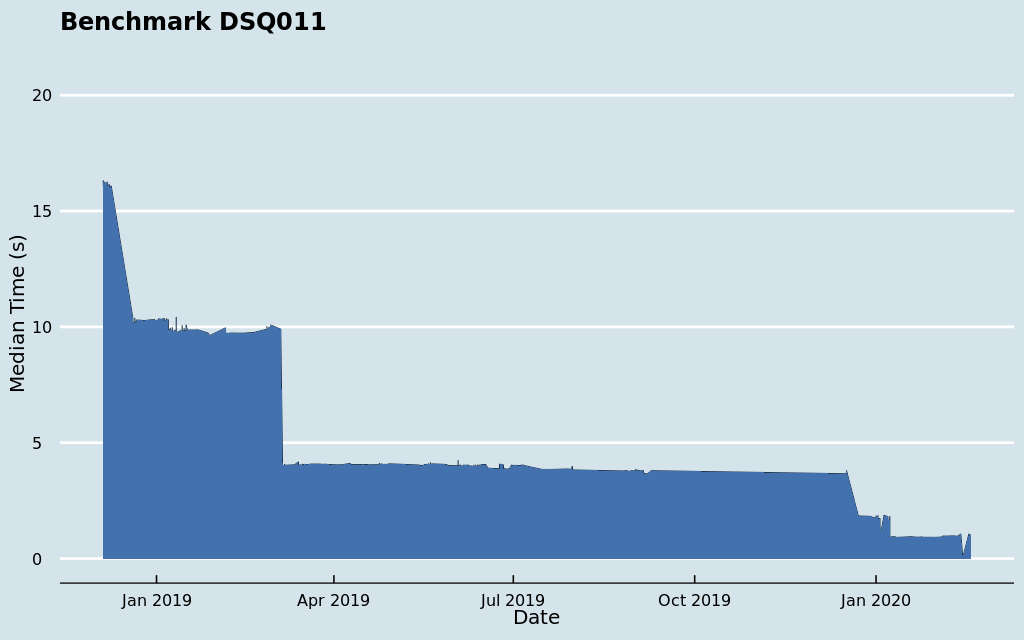 Benchmark DSQ011
Median Time (s)
20
15
10
5
0
Jan 2019
Apr 2019
Jul 2019
Oct 2019
Jan 2020
Date